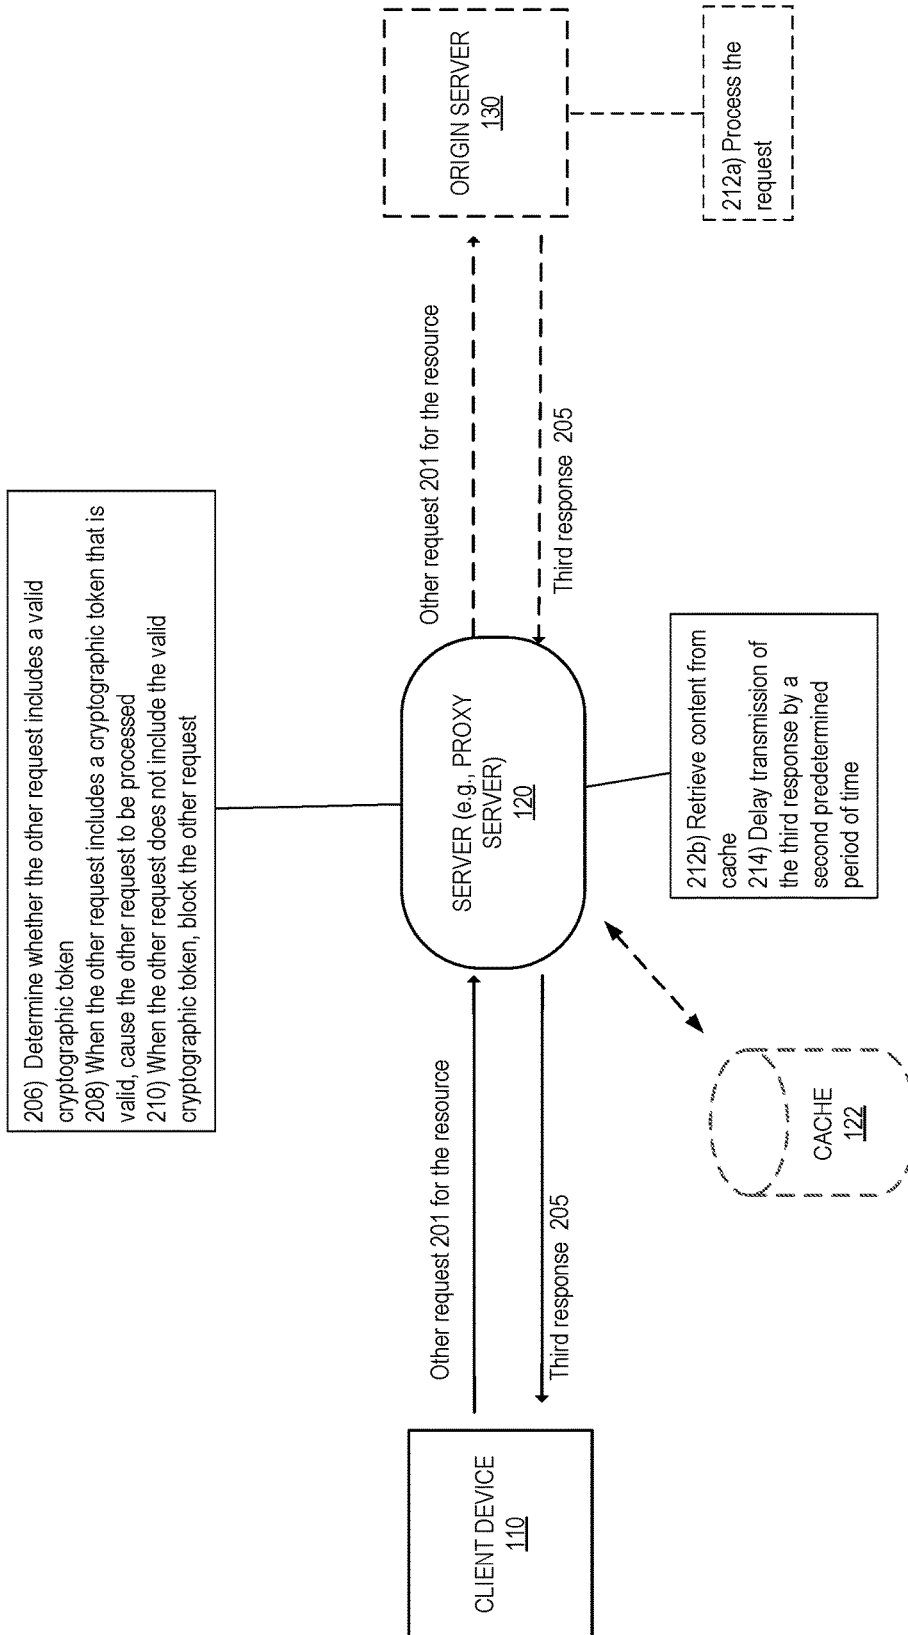 206) Determine whether the other request includes a valid
cryptographic token
208) When the other request includes a cryptographic token that is
valid, cause the other request to be processed
210) When the other request does not include the valid
cryptographic token, block the other request
CLIENT DEVICE
110
Other request 201 for the resource
Third response 205
SERVER (e.g., PROXY
SERVER)
120
Other request 201 for the resource
Third response 205
ORIGIN SERVER
130
CACHE
122
212b) Retrieve content from
cache
214) Delay transmission of
the third response by a
second predetermined
period of time
212a) Process the
request